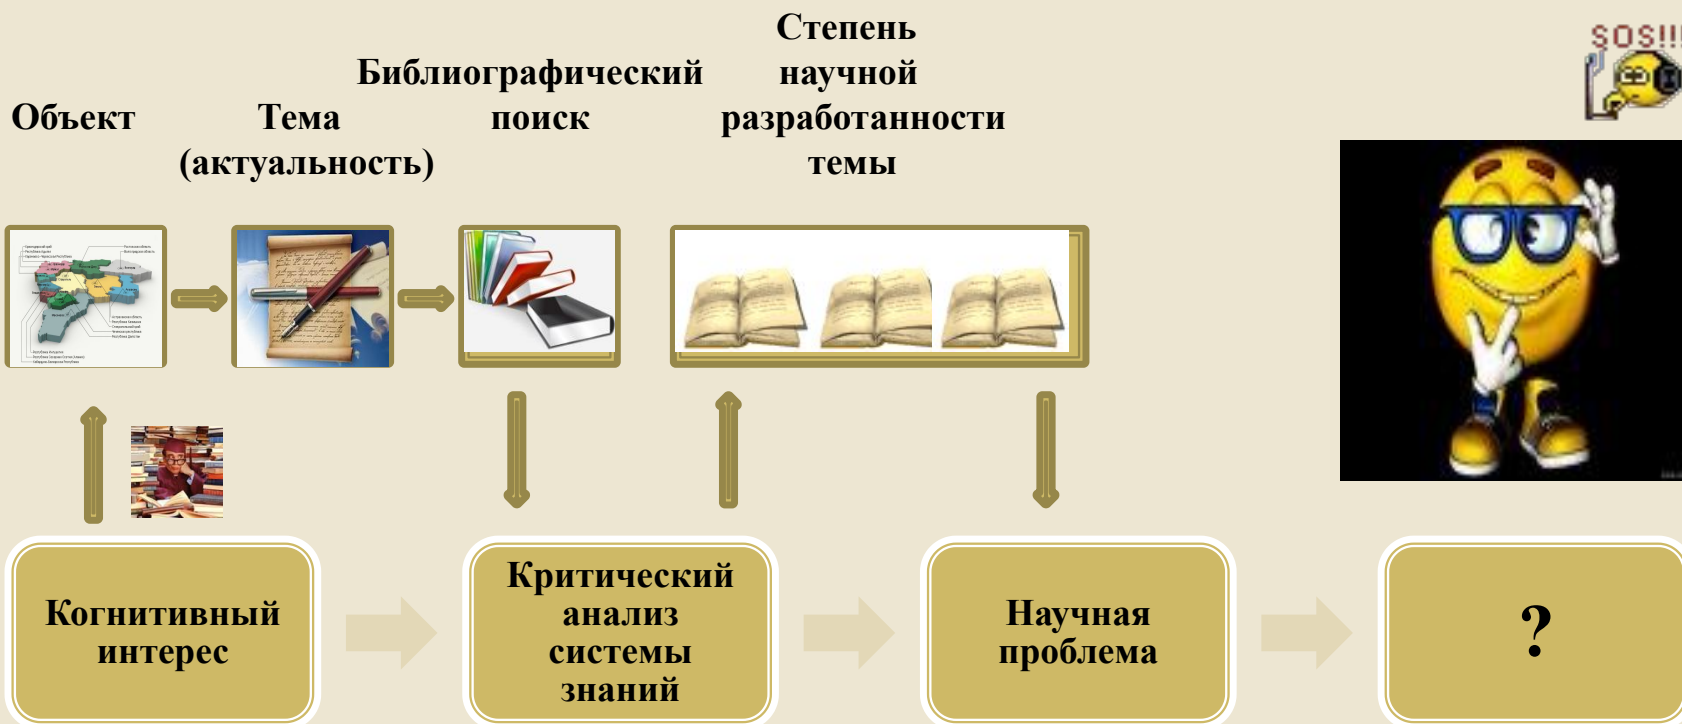 Объект
Тема
(актуальность)
Библиографический
поиск
Степень
научной
разработанности
темы
SOS!!!
Когнитивный
интерес
Критический
анализ
системы
знаний
Научная
проблема
?